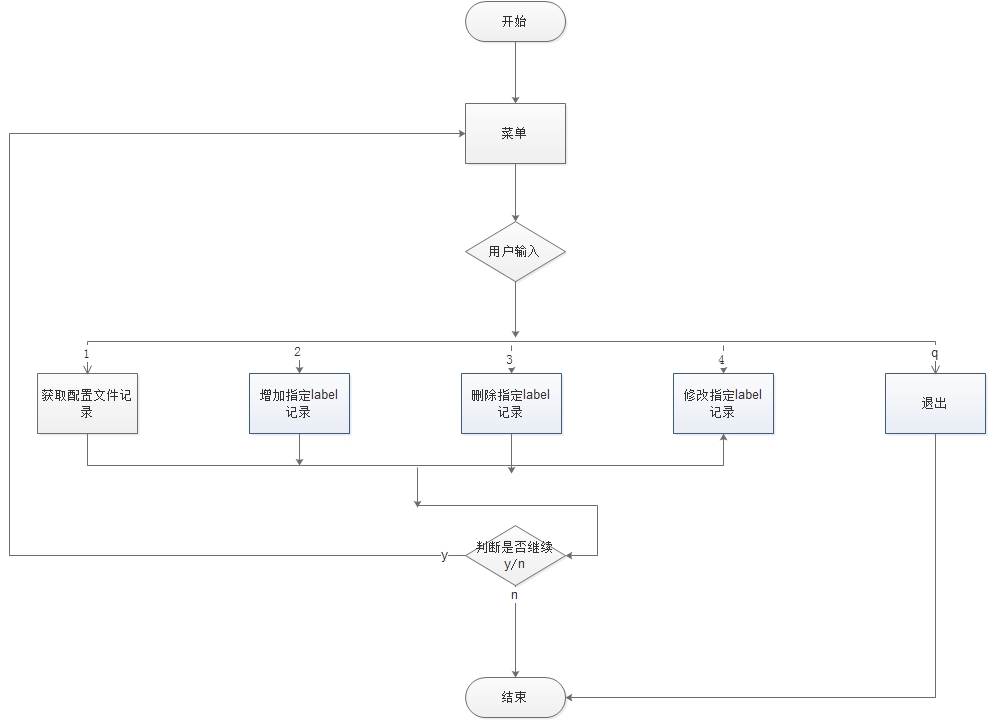 开始
菜单
用户输入
1
2
3
4
q
获取配置文件记
录
增加指定label
记录
删除指定label
记录
修改指定label
记录
退出
判断是否继续
y/n
y
n
结束